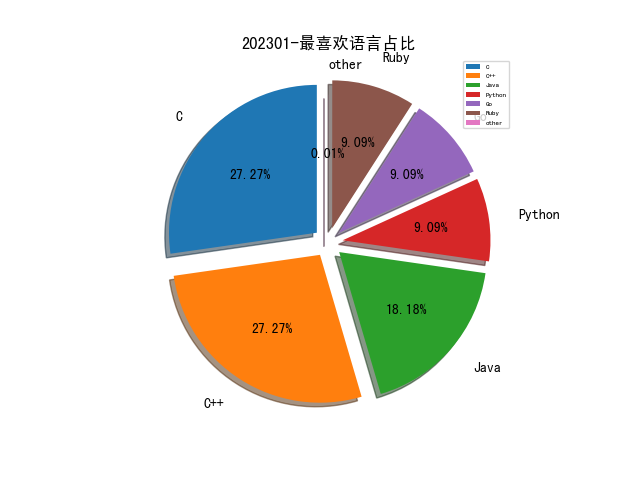 202301-最喜欢语言占比
other
Ruby
C
C++
Java
Python
Go
Ruby
other
C
9.09%
0.01%
27.27%
9.09%
9.09%
Python
18.18%
27.27%
Java
C++